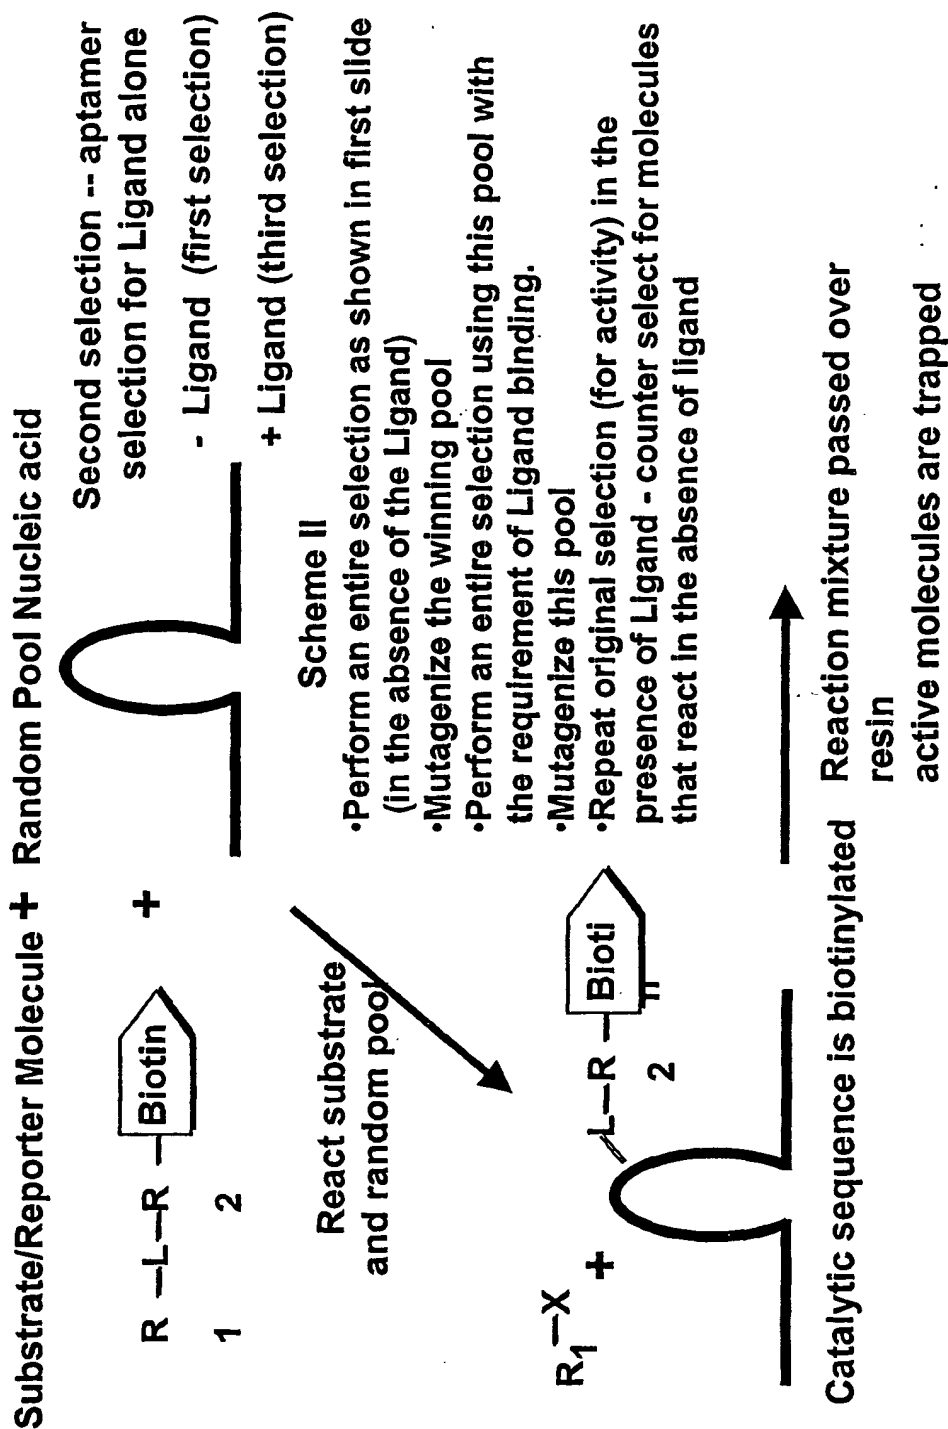 Substrate/Reporter Molecule + Random Pool Nucleic acid
R —L—R — Biotin +
1 2
Second selection -- aptamer
selection for Ligand alone
- Ligand (first selection)
+ Ligand (third selection)
Scheme II
•Perform an entire selection as shown in first slide
(in the absence of the Ligand)
•Mutagenize the winning pool
•Perform an entire selection using this pool with
the requirement of Ligand binding.
•Mutagenize this pool
•Repeat original selection (for activity) in the
presence of Ligand - counter select for molecules
that react in the absence of ligand
React substrate
and random pool
R1 —X +
L—R — Bioti
n
2
Catalytic sequence is biotinylated
Reaction mixture passed over
resin
active molecules are trapped